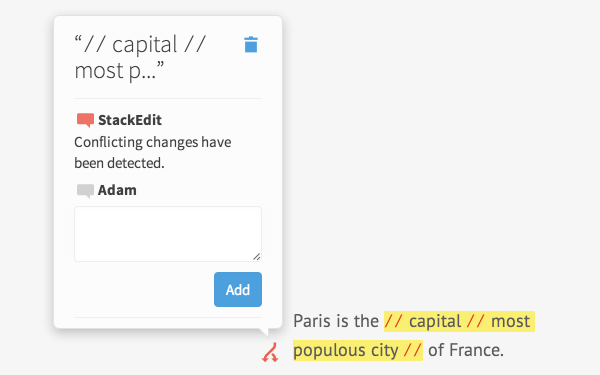 “// capital //
most p...”
StackEdit
Conflicting changes have
been detected.
Adam
Add
Paris is the // capital // most
populous city // of France.